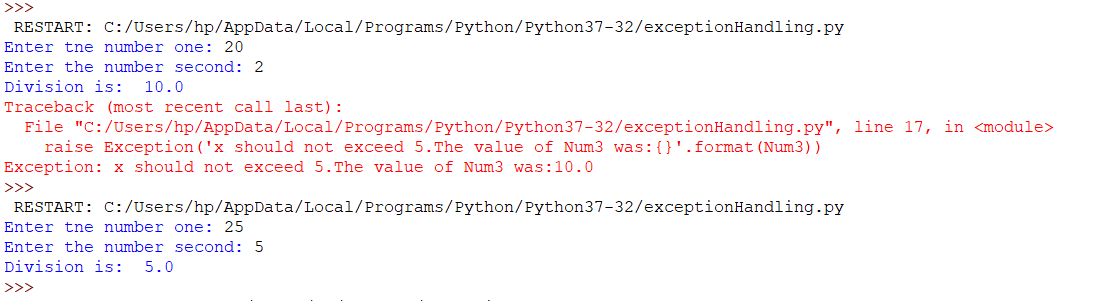 >>>
 RESTART: C:/Users/hp/AppData/Local/Programs/Python/Python37-32/exceptionHandling.py
Enter tne number one: 20
Enter the number second: 2
Division is:  10.0
Traceback (most recent call last):
  File "C:/Users/hp/AppData/Local/Programs/Python/Python37-32/exceptionHandling.py", line 17, in <module>
    raise Exception('x should not exceed 5.The value of Num3 was:{}'.format(Num3))
Exception: x should not exceed 5.The value of Num3 was:10.0
>>>
 RESTART: C:/Users/hp/AppData/Local/Programs/Python/Python37-32/exceptionHandling.py
Enter tne number one: 25
Enter the number second: 5
Division is:  5.0
>>>